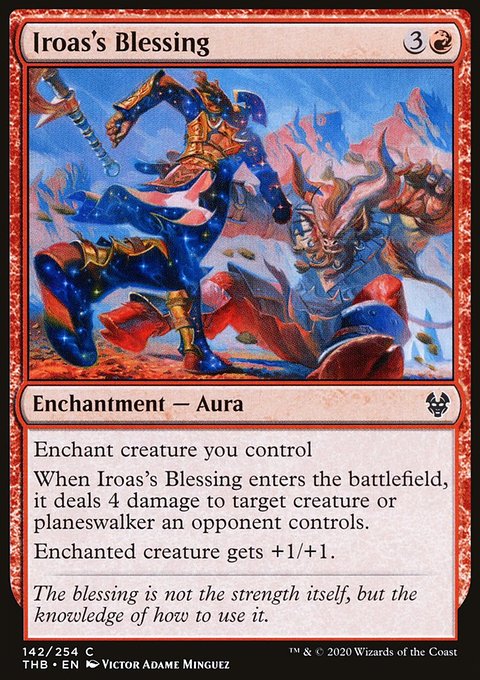 Iroas's Blessing 3
Enchantment — Aura
Enchant creature you control
When Iroas's Blessing enters the battlefield,
it deals 4 damage to target creature or
planeswalker an opponent controls.
Enchanted creature gets +1/+1.
The blessing is not the strength itself, but the
knowledge of how to use it.
142/254 C
THB • EN Victor Adame Minguez
™ & © 2020 Wizards of the Coast